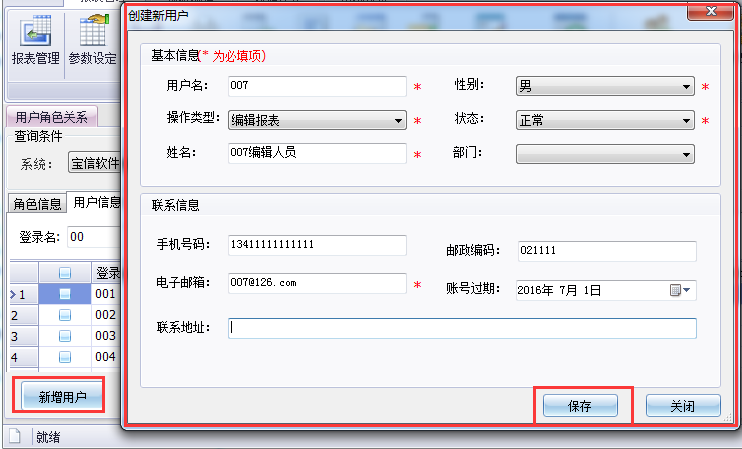 创建新用户
报表管理 参数设定
基本信息(* 为必填项)
用户名： 007 * 性别： 男 *
操作类型： 编辑报表 * 状态： 正常 *
姓名： 007编辑人员 * 部门：
用户角色关系
查询条件
系统： 宝信软件
角色信息 用户信息
登录名： 00
登录
1 001
2 002
3 003
4 004
新增用户
就绪
联系信息
手机号码： 13411111111111 邮政编码： 021111
电子邮箱： 007@126.com * 账号过期： 2016年 7月 1日
联系地址：
保存 关闭